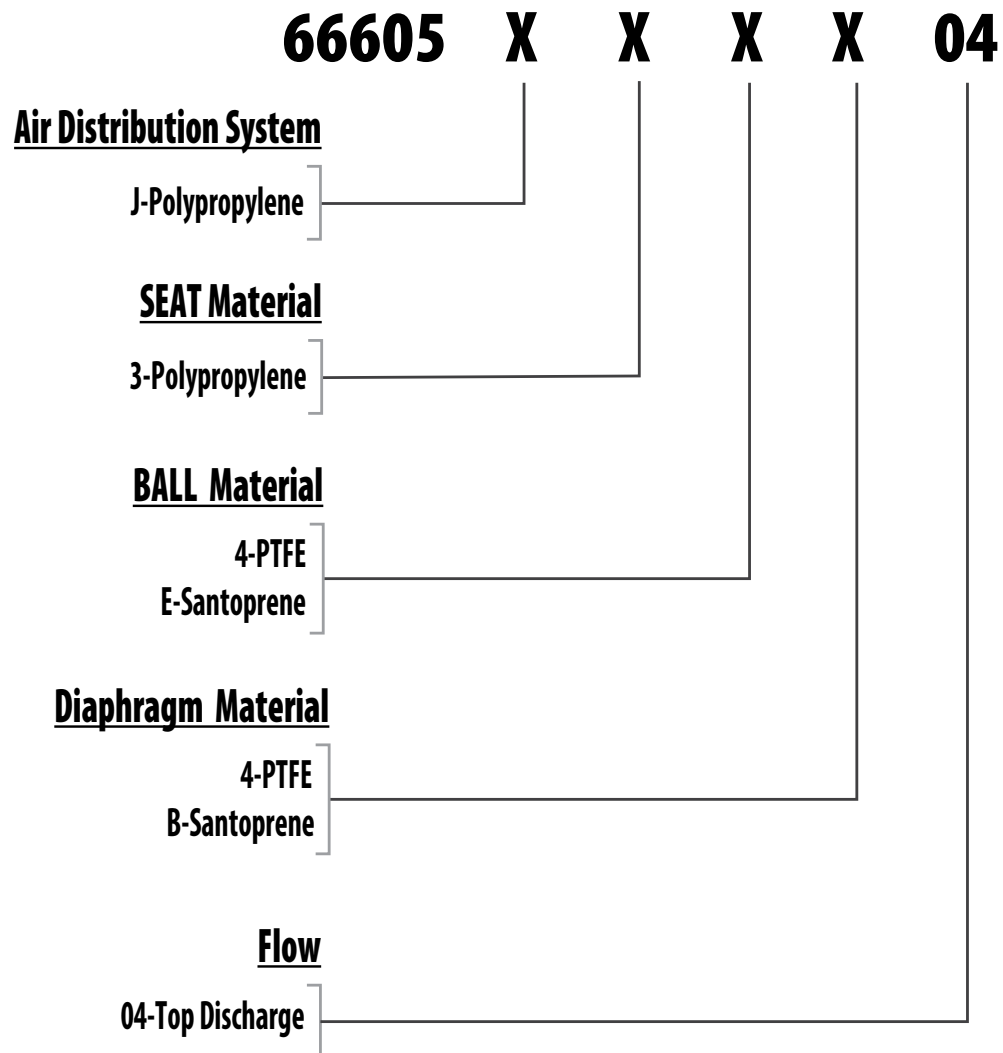 66605 X X X X 04
Air Distribution System
J-Polypropylene
SEAT Material
3-Polypropylene
BALL Material
4-PTFE
E-Santoprene
Diaphragm Material
4-PTFE
B-Santoprene
Flow
04-Top Discharge